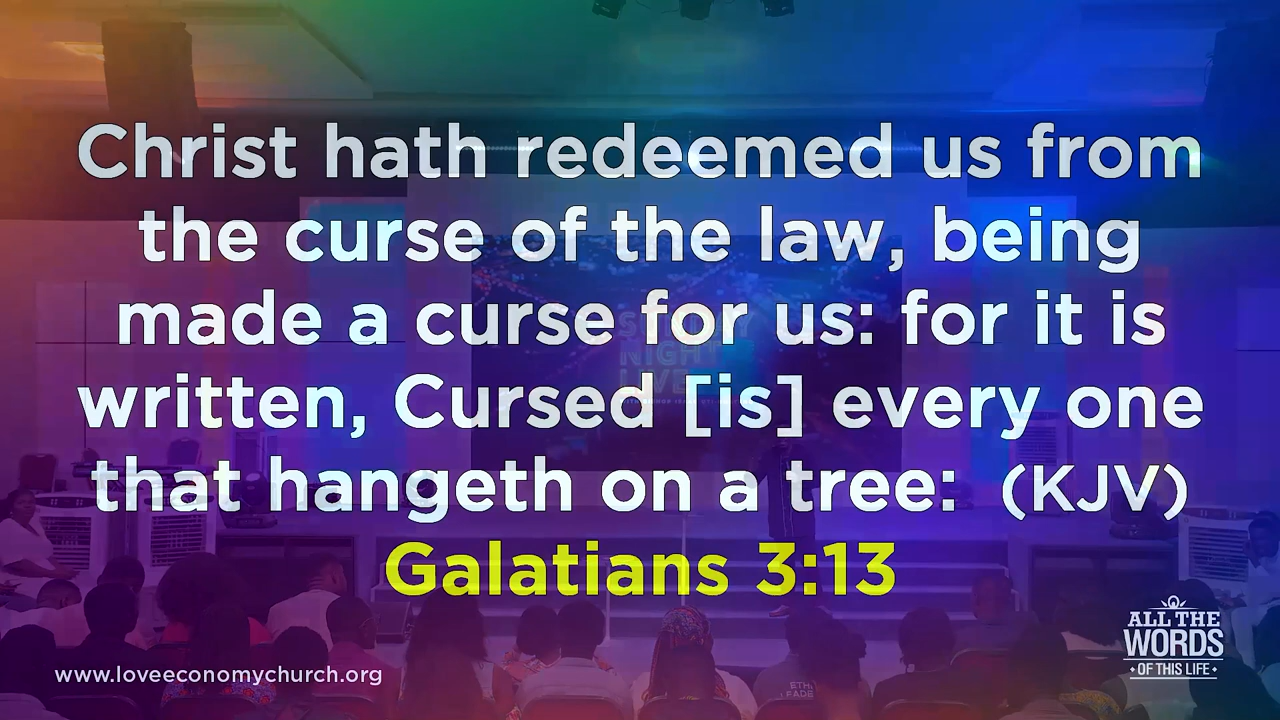 Christ hath redeemed us from
the curse of the law, being
made a curse for us: for it is
written, Cursed [is] every one
that hangeth on a tree: (KJV)
Galatians 3:13
www.loveeconomychurch.org
ALL THE
WORDS
• OF THIS LIFE •
NIGHT
LIVE